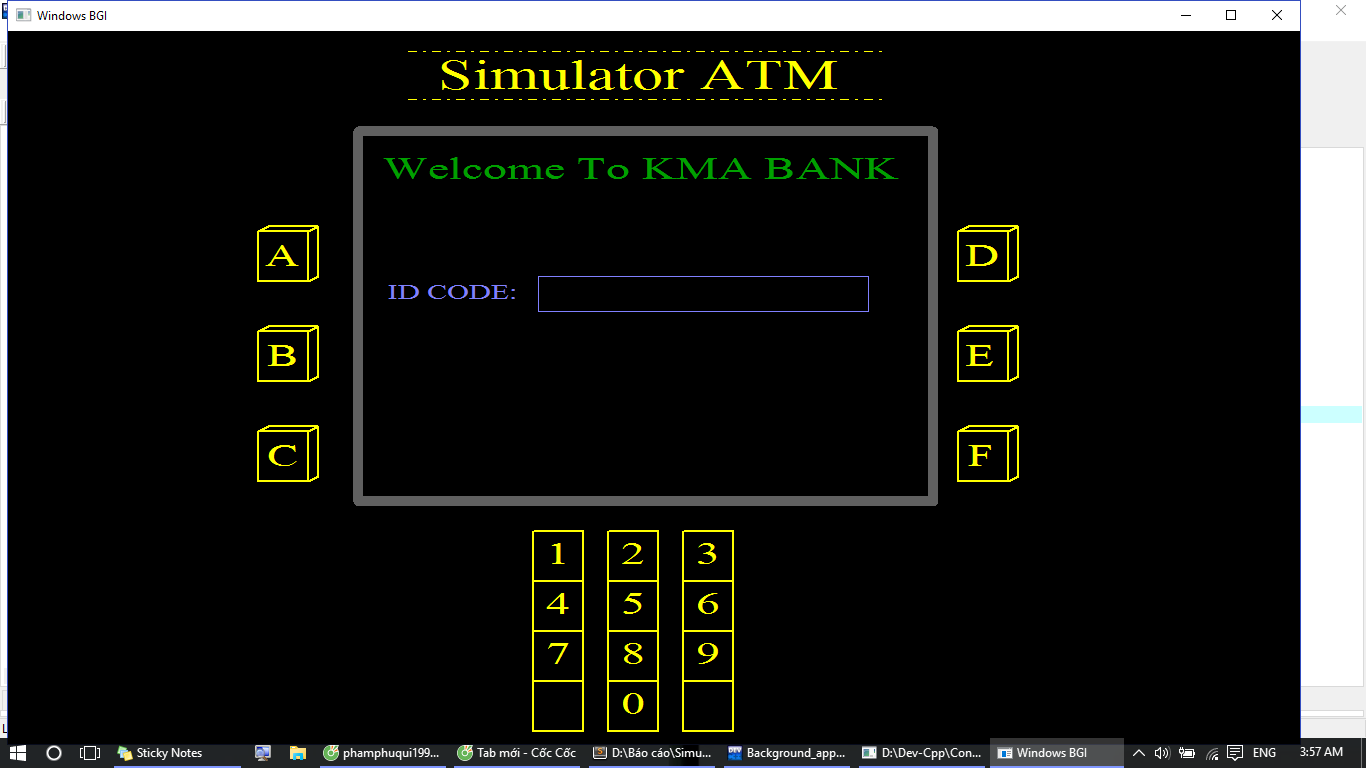 Windows BGI
Simulator ATM
Welcome To KMA BANK
A
D
ID CODE:
B
E
C
F
1 2 3
4 5 6
7 8 9
0
Sticky Notes phamphuqui199... Tab mới - Cốc Cốc D:\Báo cáo\Simu... Background_app... D:\Dev-Cpp\Con... Windows BGI ENG 3:57 AM